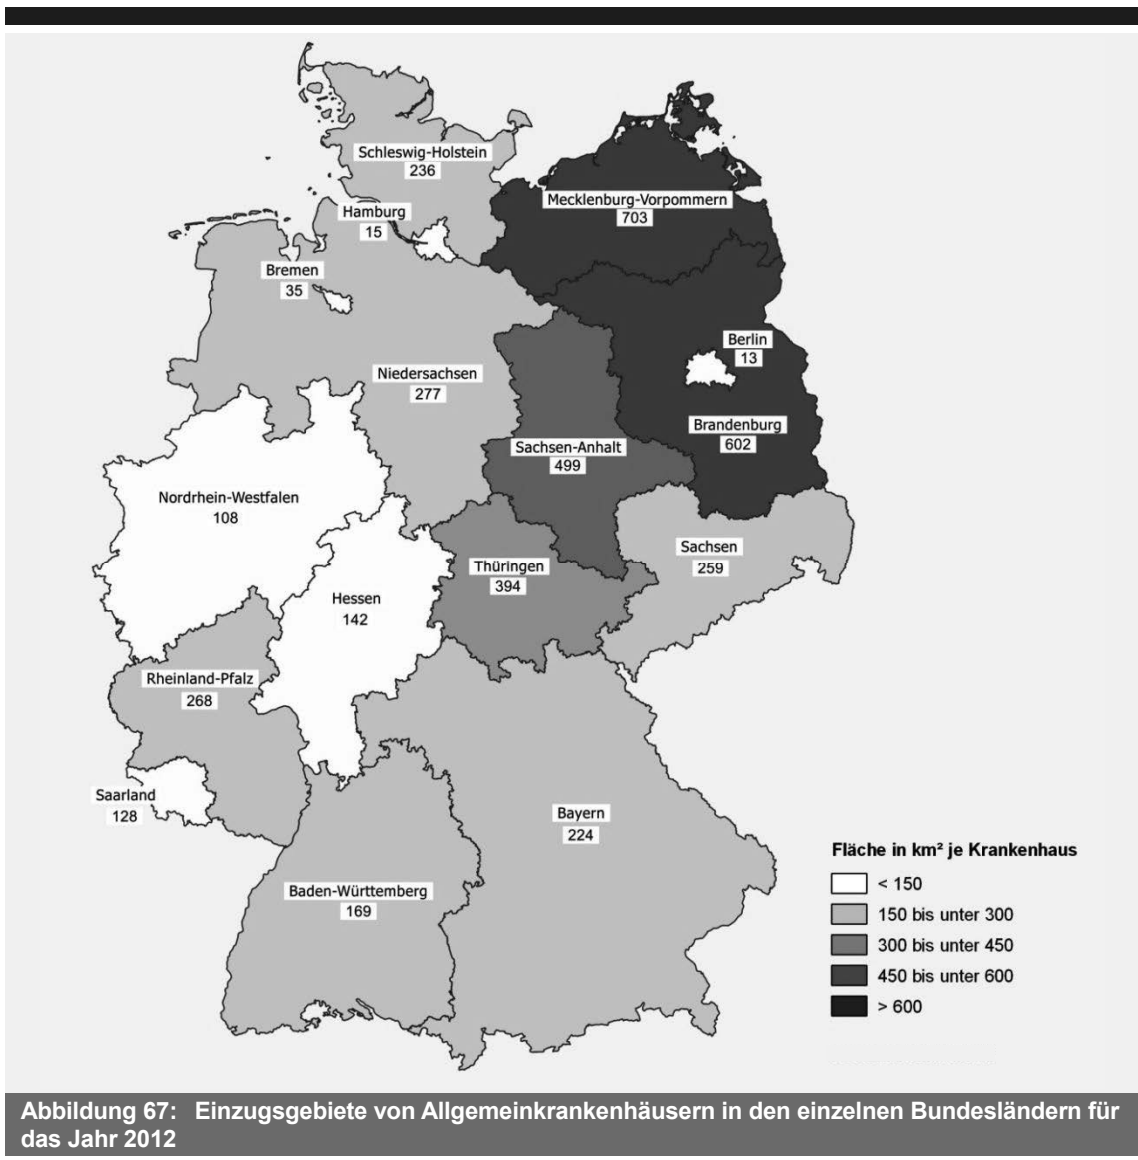 Schleswig-Holstein
236
Mecklenburg-Vorpommern
703
Hamburg
15
Bremen
35
Berlin
13
Niedersachsen
277
Brandenburg
602
Sachsen-Anhalt
499
Nordrhein-Westfalen
108
Sachsen
259
Thüringen
394
Hessen
142
Rheinland-Pfalz
268
Saarland
128
Bayern
224
Baden-Württemberg
169
Fläche in km² je Krankenhaus
< 150
150 bis unter 300
300 bis unter 450
450 bis unter 600
> 600
Abbildung 67: Einzugsgebiete von Allgemeinkrankenhäusern in den einzelnen Bundesländern für
das Jahr 2012